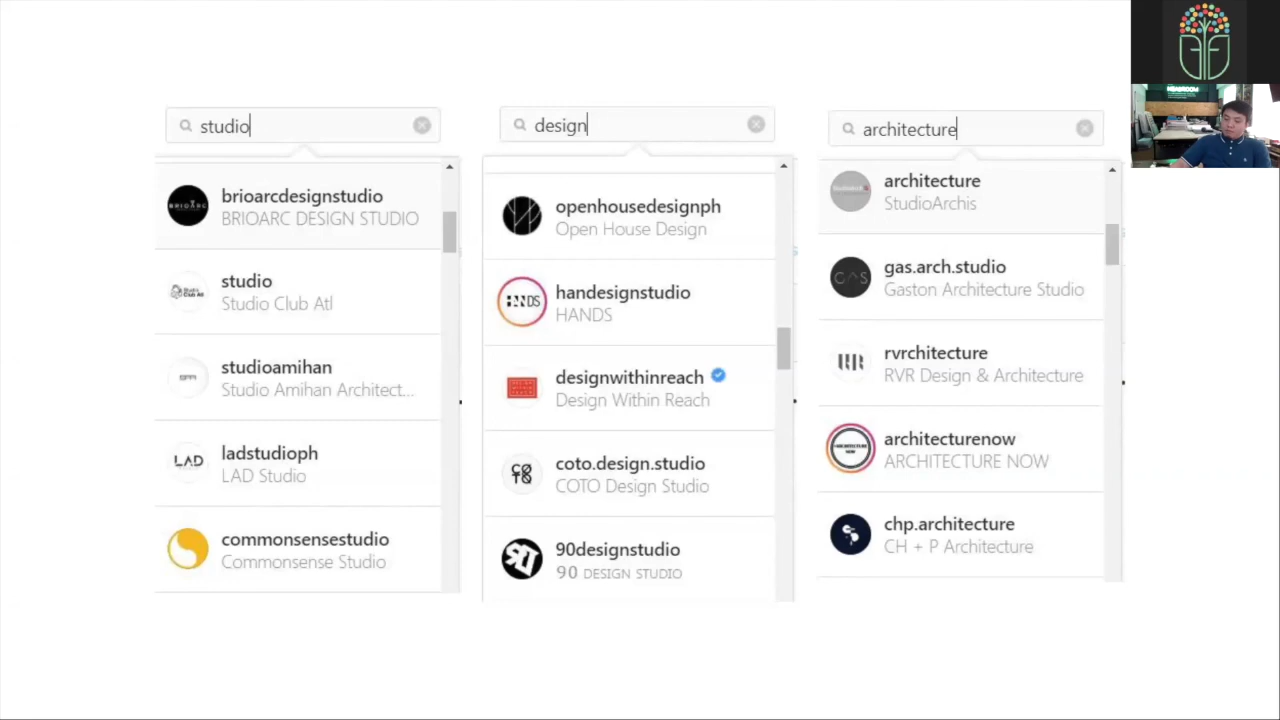 studio
brioarcdesignstudio
BRIOARC DESIGN STUDIO
studio
Studio Club Atl
studioamihan
Studio Amihan Architect...
LAD
ladstudioph
LAD Studio
commonsensestudio
Commonsense Studio
design
openhousedesignph
Open House Design
handesignstudio
HANDS
designwithinreach
Design Within Reach
coto.design.studio
COTO Design Studio
90designstudio
90 DESIGN STUDIO
architecture
architecture
StudioArchis
GAS
gas.arch.studio
Gaston Architecture Studio
rvrchitecture
RVR Design & Architecture
architecturenow
ARCHITECTURE NOW
chp.architecture
CH + P Architecture